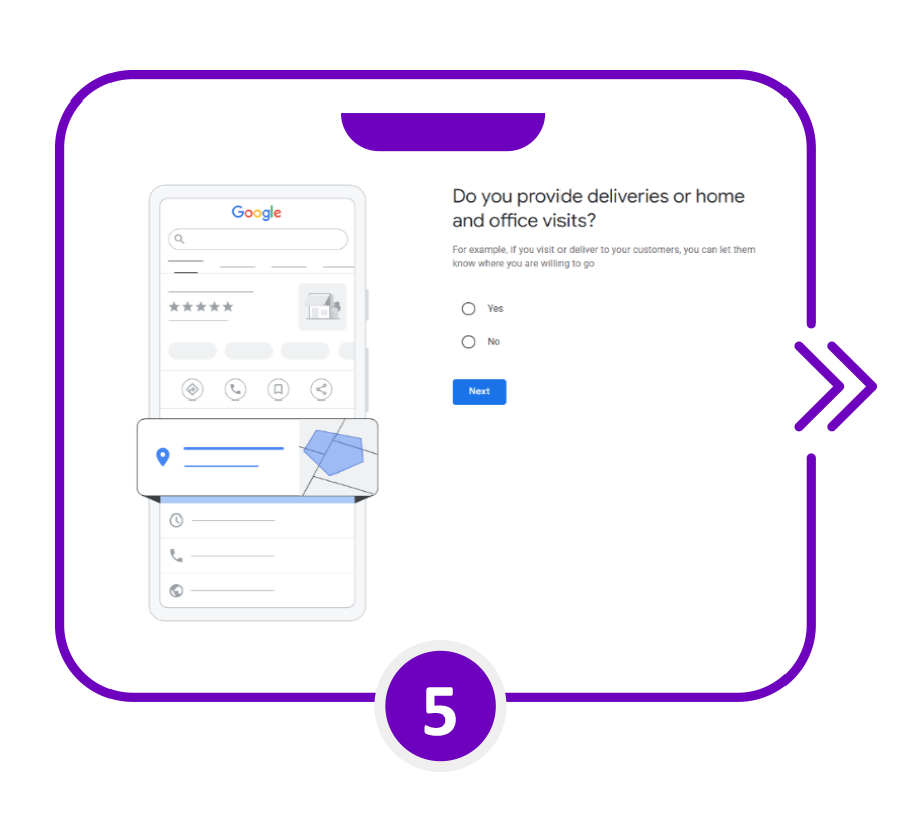 Google
Do you provide deliveries or home
and office visits?
For example, if you visit or deliver to your customers, you can let them
know where you are willing to go
Yes
No
Next
5